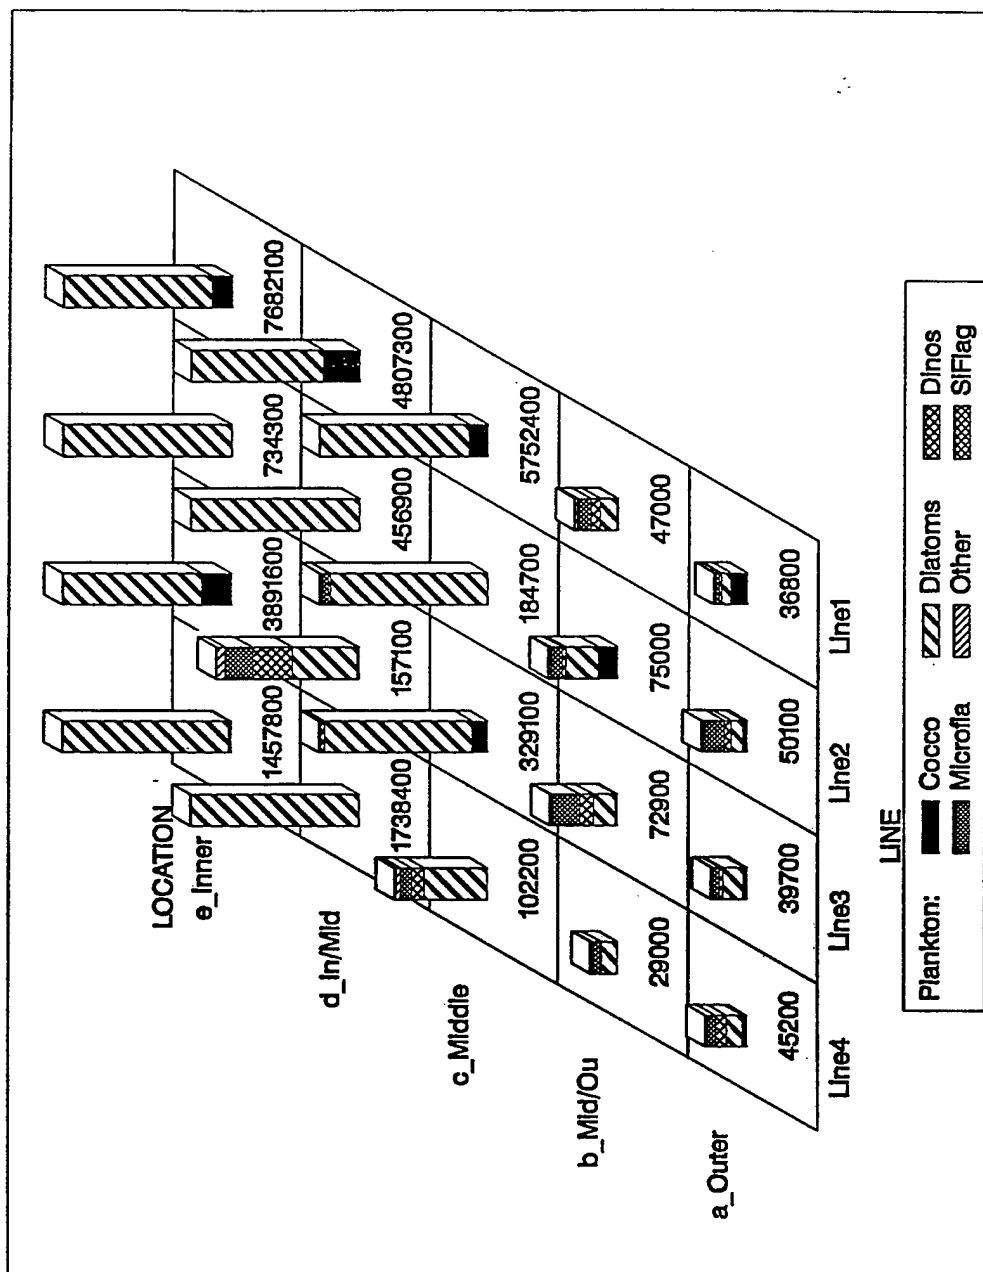 LOCATION
e_Inner
1457800 3891600 734300 7682100
d_In/Mid
1738400 157100 456900 4807300
c_Middle
102200 329100 184700 5752400
b_Mid/Ou
29000 72900 75000 47000
a_Outer
45200 39700 50100 36800
Line4 Line3 Line2 Line1
LINE
Plankton: Cocco Diatoms Dinos
Microfla Other SiFlag